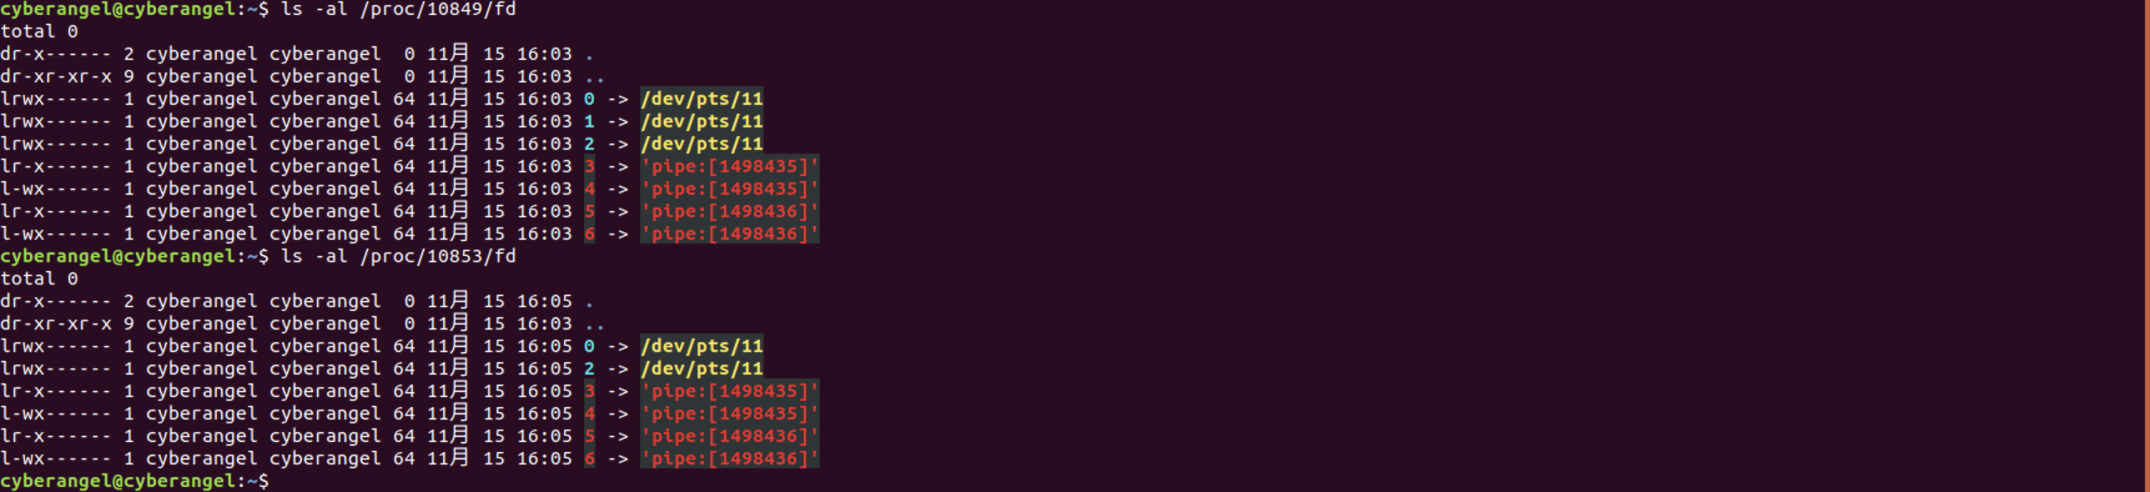 cyberangel@cyberangel:~$ ls -al /proc/10849/fd
total 0
dr-x------ 2 cyberangel cyberangel  0 11月 15 16:03 .
dr-xr-xr-x 9 cyberangel cyberangel  0 11月 15 16:03 ..
lrwx------ 1 cyberangel cyberangel 64 11月 15 16:03 0 -> /dev/pts/11
lrwx------ 1 cyberangel cyberangel 64 11月 15 16:03 1 -> /dev/pts/11
lrwx------ 1 cyberangel cyberangel 64 11月 15 16:03 2 -> /dev/pts/11
lr-x------ 1 cyberangel cyberangel 64 11月 15 16:03 3 -> 'pipe:[1498435]'
l-wx------ 1 cyberangel cyberangel 64 11月 15 16:03 4 -> 'pipe:[1498435]'
lr-x------ 1 cyberangel cyberangel 64 11月 15 16:03 5 -> 'pipe:[1498436]'
l-wx------ 1 cyberangel cyberangel 64 11月 15 16:03 6 -> 'pipe:[1498436]'
cyberangel@cyberangel:~$ ls -al /proc/10853/fd
total 0
dr-x------ 2 cyberangel cyberangel  0 11月 15 16:05 .
dr-xr-xr-x 9 cyberangel cyberangel  0 11月 15 16:03 ..
lrwx------ 1 cyberangel cyberangel 64 11月 15 16:05 0 -> /dev/pts/11
lrwx------ 1 cyberangel cyberangel 64 11月 15 16:05 2 -> /dev/pts/11
lr-x------ 1 cyberangel cyberangel 64 11月 15 16:05 3 -> 'pipe:[1498435]'
l-wx------ 1 cyberangel cyberangel 64 11月 15 16:05 4 -> 'pipe:[1498435]'
lr-x------ 1 cyberangel cyberangel 64 11月 15 16:05 5 -> 'pipe:[1498436]'
l-wx------ 1 cyberangel cyberangel 64 11月 15 16:05 6 -> 'pipe:[1498436]'
cyberangel@cyberangel:~$